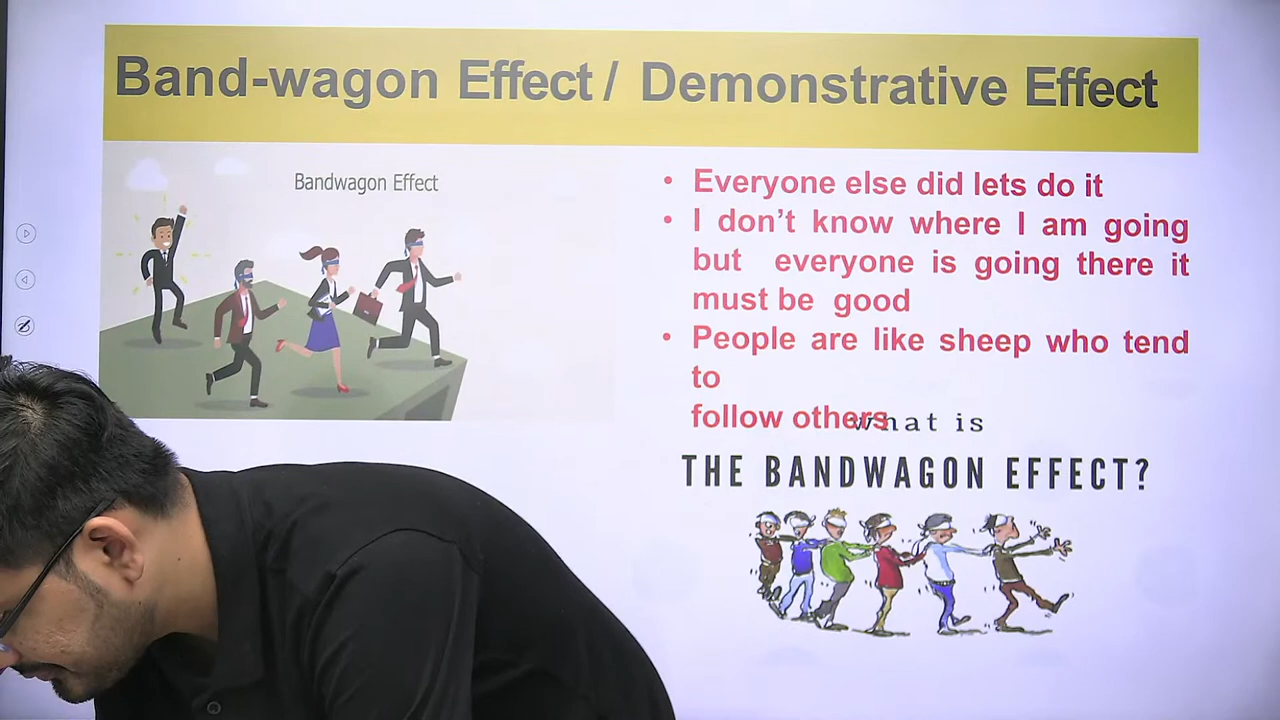 Band-wagon Effect / Demonstrative Effect
Bandwagon Effect
• Everyone else did lets do it
• I don't know where I am going
but everyone is going there it
must be good
• People are like sheep who tend
to
follow others
what is
THE BANDWAGON EFFECT?